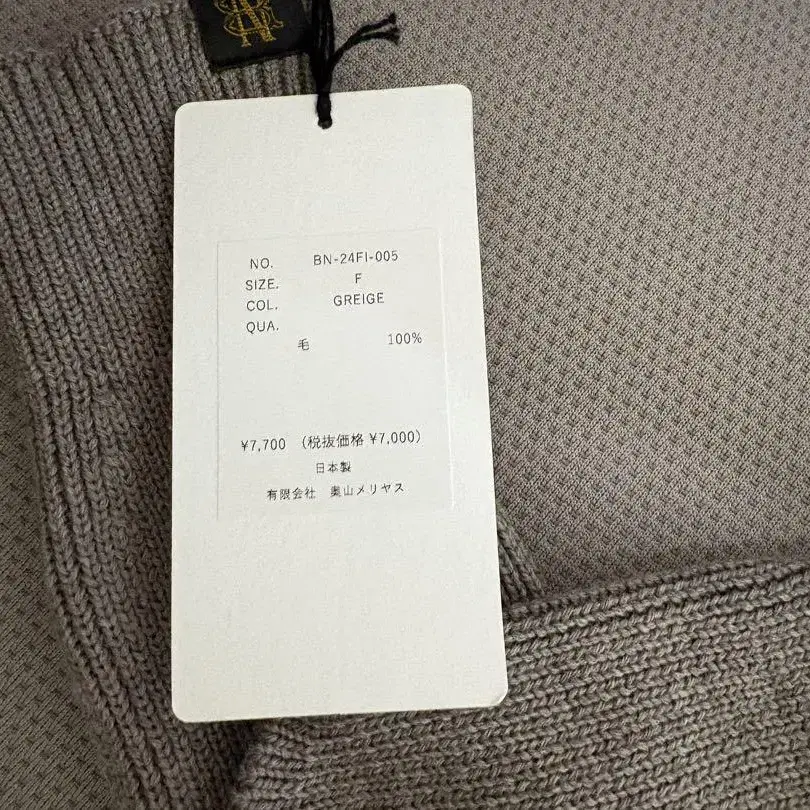 NO. BN-24FI-005
SIZE. F
COL. GREIGE
QUA.
毛 100%
¥7,700 (税抜価格 ¥7,000)
日本製
有限会社 奥山メリヤス